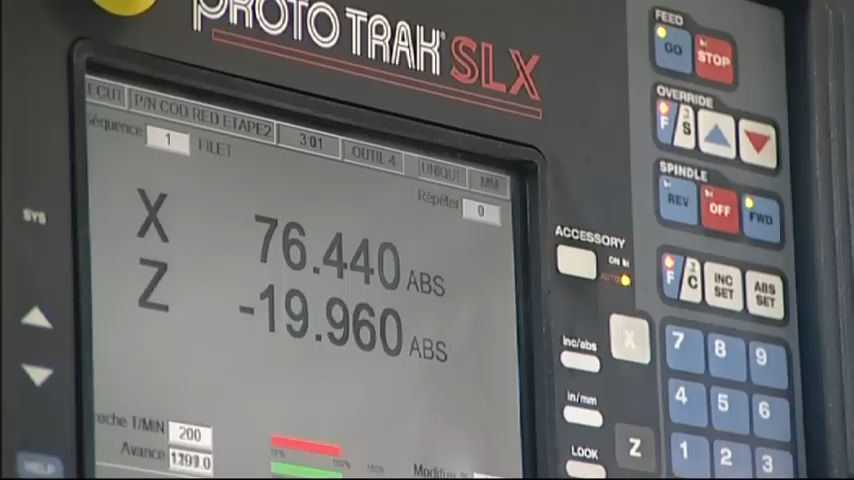 PROTO TRAK SLX
ECUT P/N COD RED ETAPE2 3.01 OUTIL 4 UNIQUE MM
séquence 1 FILET
Répéter 0
X 76.440 ABS
Z -19.960 ABS
oche T/MIN 200
Avance
Modifier
SYS
HELP
FEED
GO STOP
OVERRIDE
F S
SPINDLE
REV OFF FWD
ACCESSORY
ON
AUTO
F C INC SET ABS SET
inc/abs
in/mm
LOOK
X
Z
7 8 9
4 5 6
1 2 3